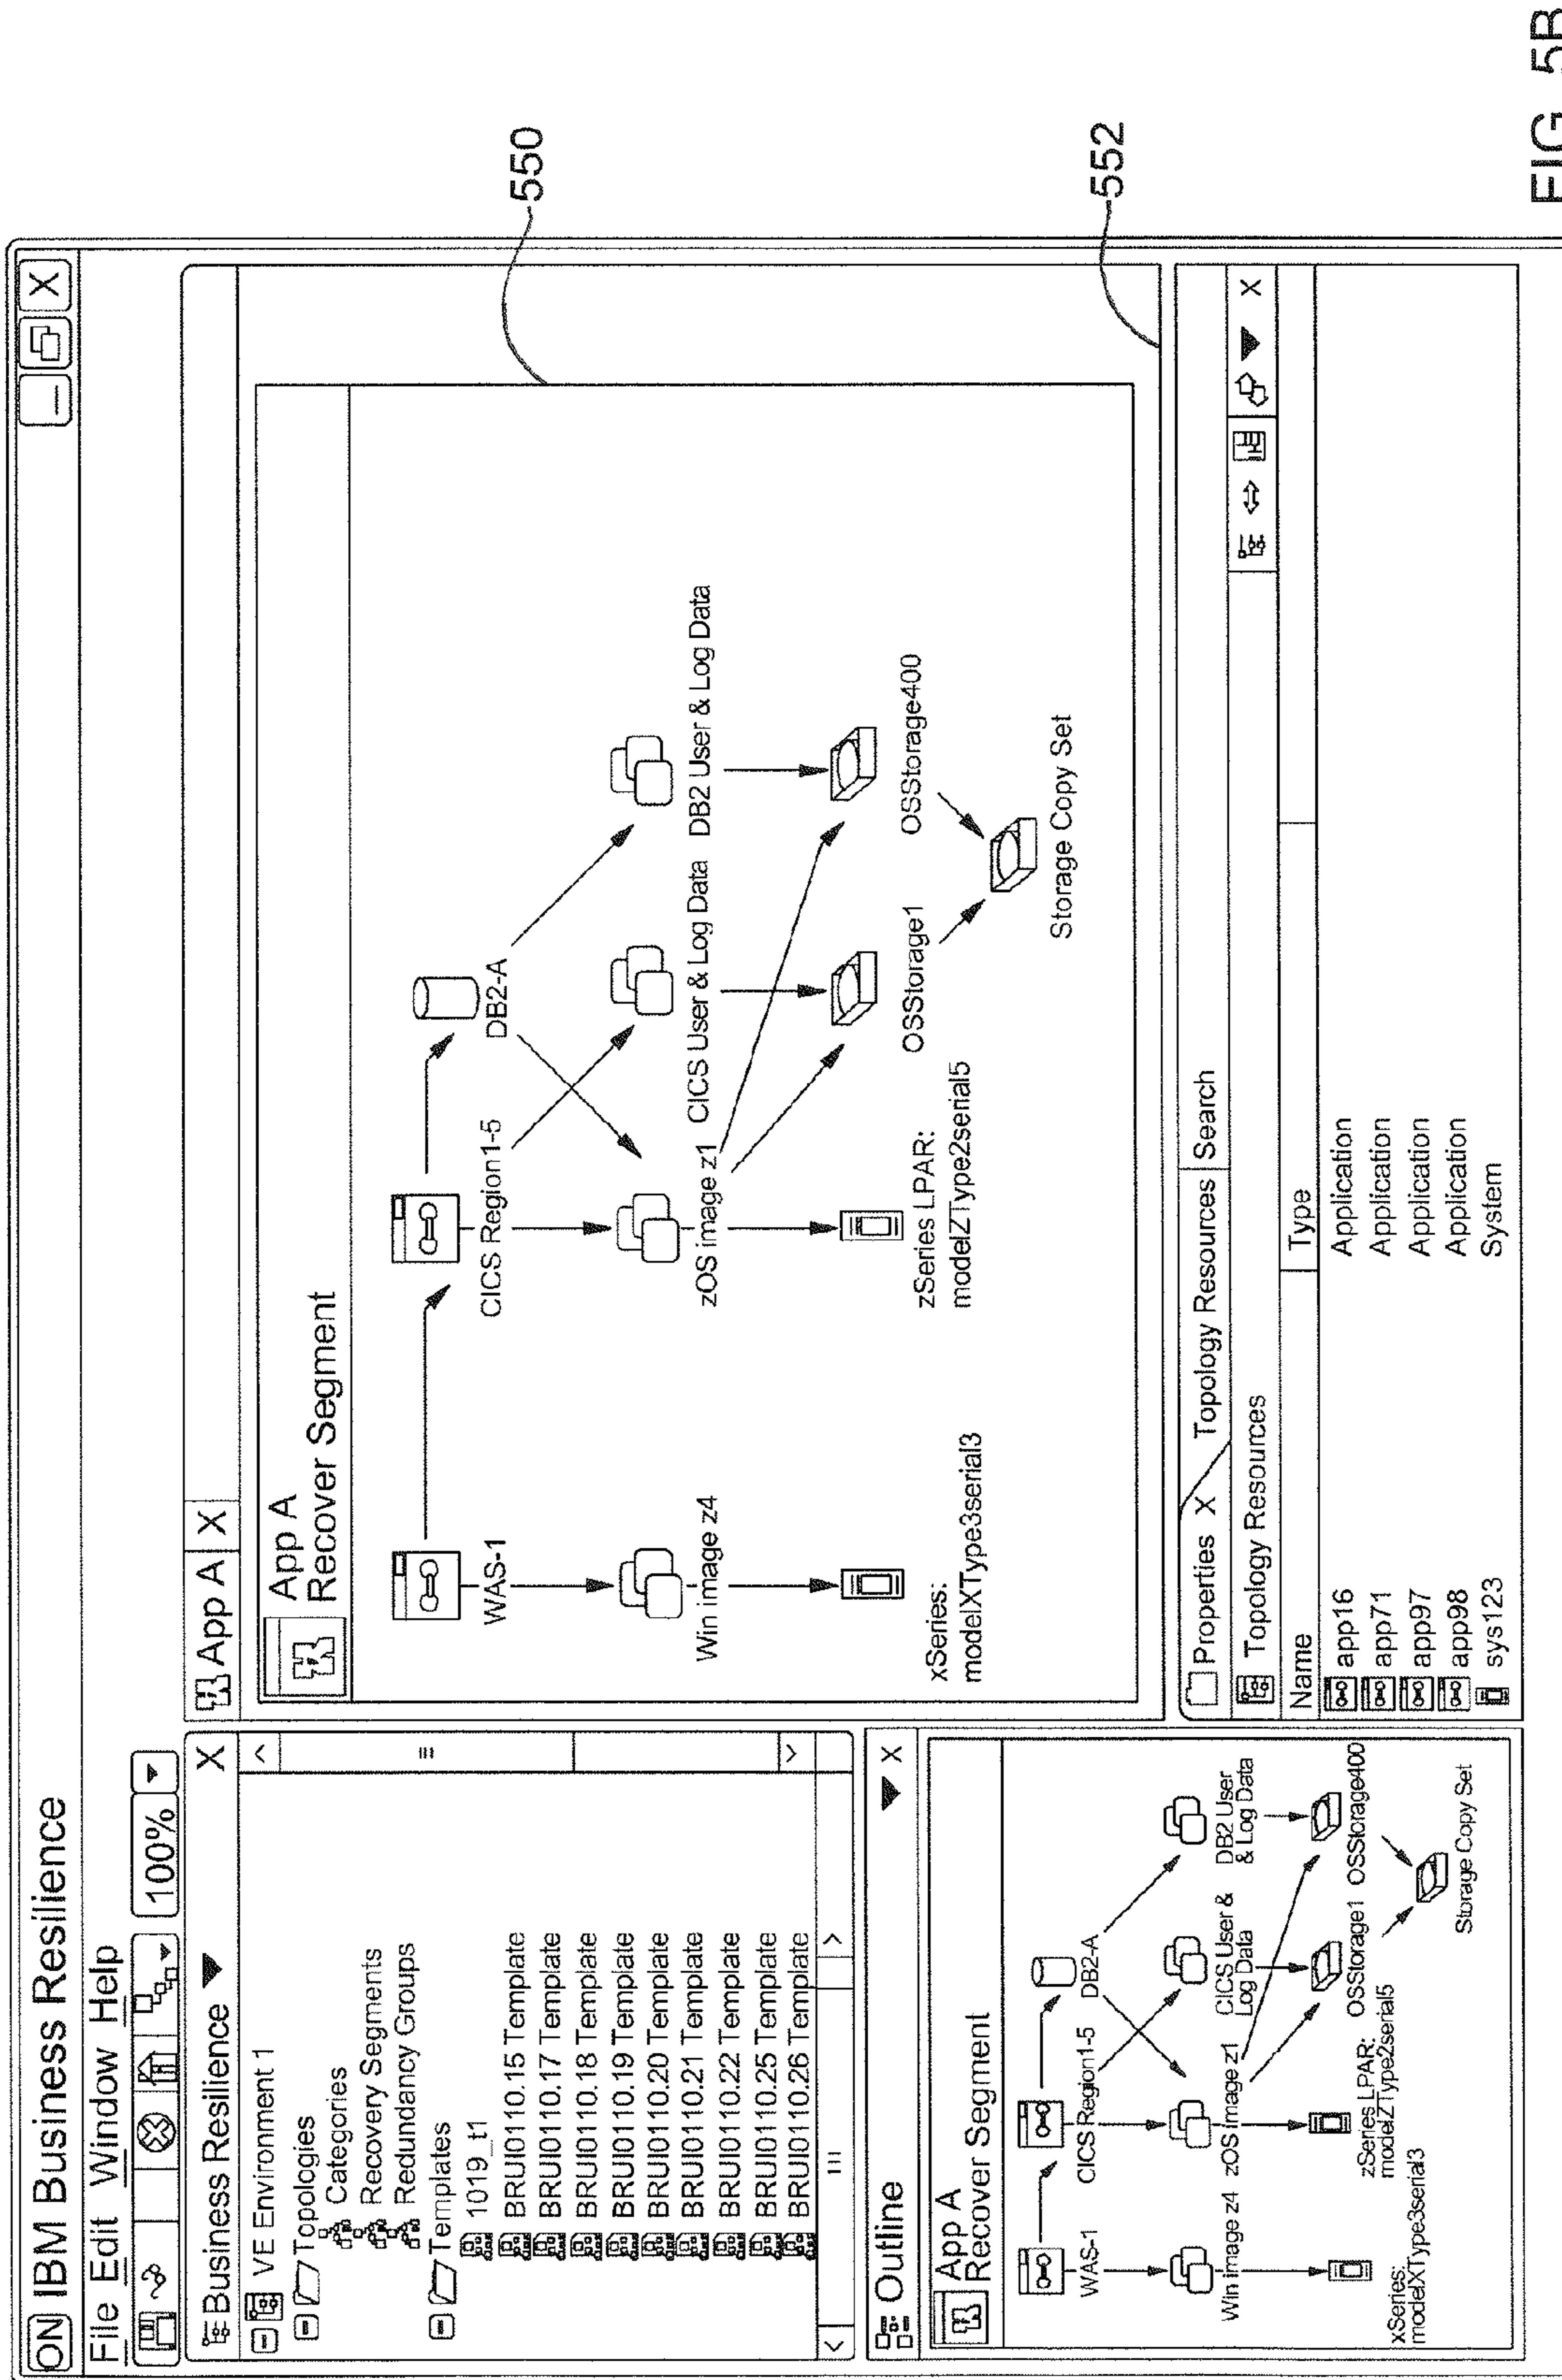 ON IBM Business Resilience
_ X
File Edit Window Help
100%
Business Resilience X
VE Environment 1
Topologies
Categories
Recovery Segments
Redundancy Groups
Templates
1019_t1
BRUI0110.15 Template
BRUI0110.17 Template
BRUI0110.18 Template
BRUI0110.19 Template
BRUI0110.20 Template
BRUI0110.21 Template
BRUI0110.22 Template
BRUI0110.25 Template
BRUI0110.26 Template
Outline X
App A
Recover Segment
WAS-1
CICS Region1-5
DB2-A
Win image z4
zOS image z1
CICS User &
Log Data
DB2 User
& Log Data
xSeries:
modelXType3serial3
zSeries LPAR:
modelZType2serial5
OSStorage1
OSStorage400
Storage Copy Set
App A X
App A
Recover Segment
WAS-1
CICS Region1-5
DB2-A
Win image z4
zOS image z1
CICS User & Log Data
DB2 User & Log Data
xSeries:
modelXType3serial3
zSeries LPAR:
modelZType2serial5
OSStorage1
OSStorage400
Storage Copy Set
550
552
Properties X Topology Resources Search
Topology Resources X
Name Type
app16 Application
app71 Application
app97 Application
app98 Application
sys123 System
FIG. 5B